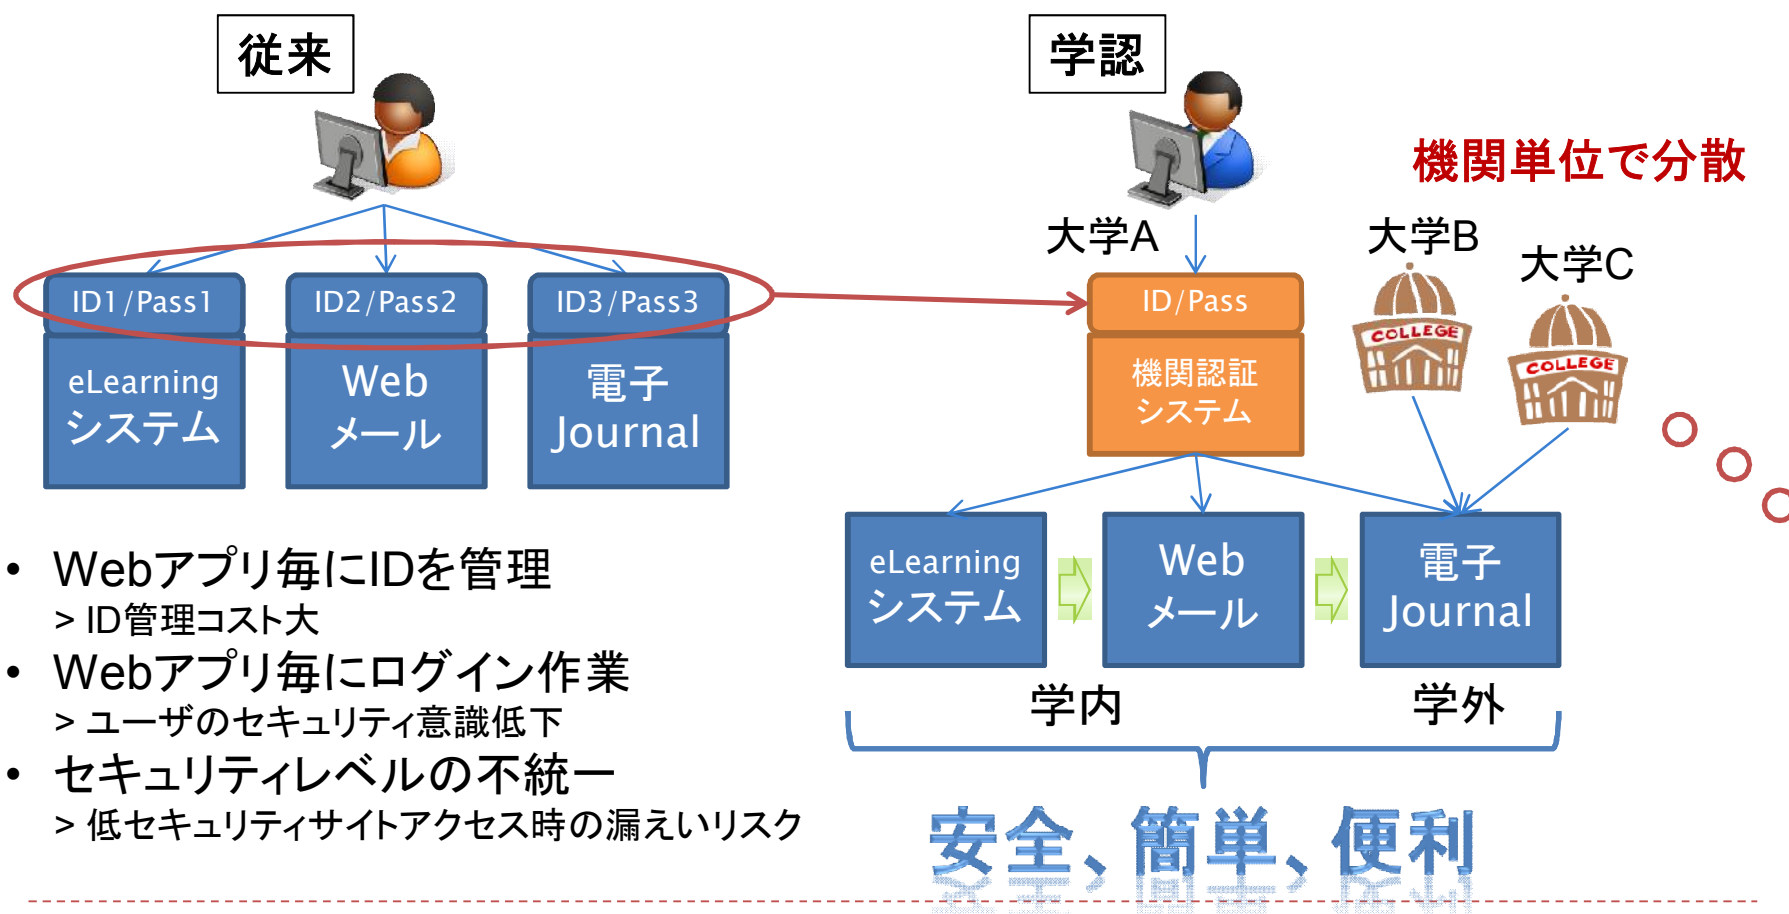 従来
ID1/Pass1
ID2/Pass2
ID3/Pass3
eLearning
システム
Web
メール
電子
Journal
• Webアプリ毎にIDを管理
> ID管理コスト大
• Webアプリ毎にログイン作業
> ユーザのセキュリティ意識低下
• セキュリティレベルの不統一
> 低セキュリティサイトアクセス時の漏えいリスク
学認
機関単位で分散
大学A
大学B
大学C
ID/Pass
機関認証
システム
COLLEGE
COLLEGE
eLearning
システム
Web
メール
電子
Journal
学内
学外
安全、簡単、便利